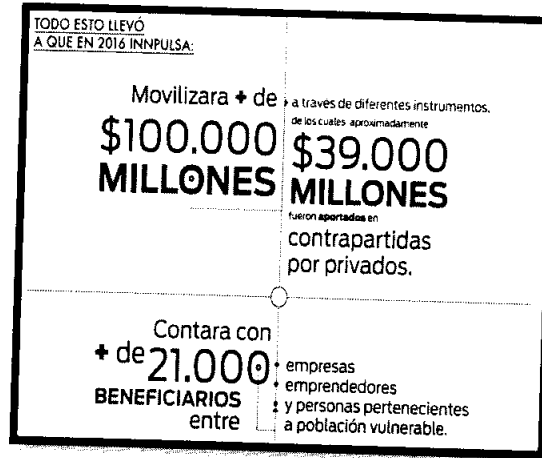 TODO ESTO LLEVÓ
A QUE EN 2016 INNPULSA:
Movilizara + de
$100.000
MILLONES
a través de diferentes instrumentos,
de los cuales aproximadamente
$39.000
MILLONES
fueron aportados en
contrapartidas
por privados.
Contara con
+ de 21.000
BENEFICIARIOS
entre
empresas
emprendedores
y personas pertenecientes
a población vulnerable.